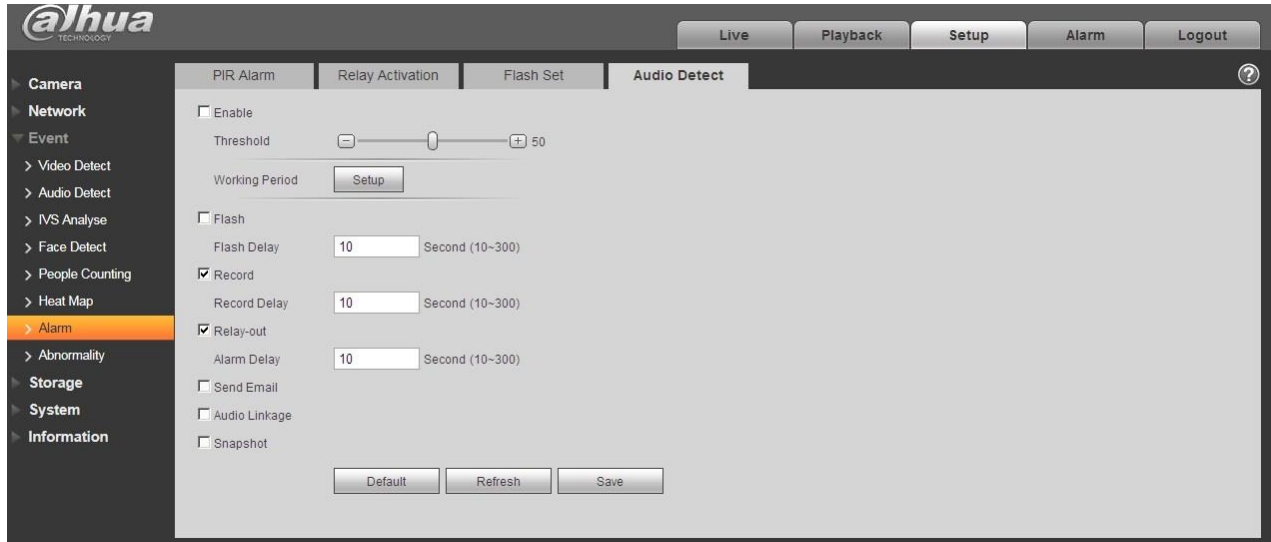 alhua
TECHNOLOGY
Live Playback Setup Alarm Logout
PIR Alarm Relay Activation Flash Set Audio Detect ?
Camera
Network
Event
> Video Detect
> Audio Detect
> IVS Analyse
> Face Detect
> People Counting
> Heat Map
> Alarm
> Abnormality
Storage
System
Information
Enable
Threshold 50
Working Period Setup
Flash
Flash Delay 10 Second (10~300)
Record
Record Delay 10 Second (10~300)
Relay-out
Alarm Delay 10 Second (10~300)
Send Email
Audio Linkage
Snapshot
Default Refresh Save